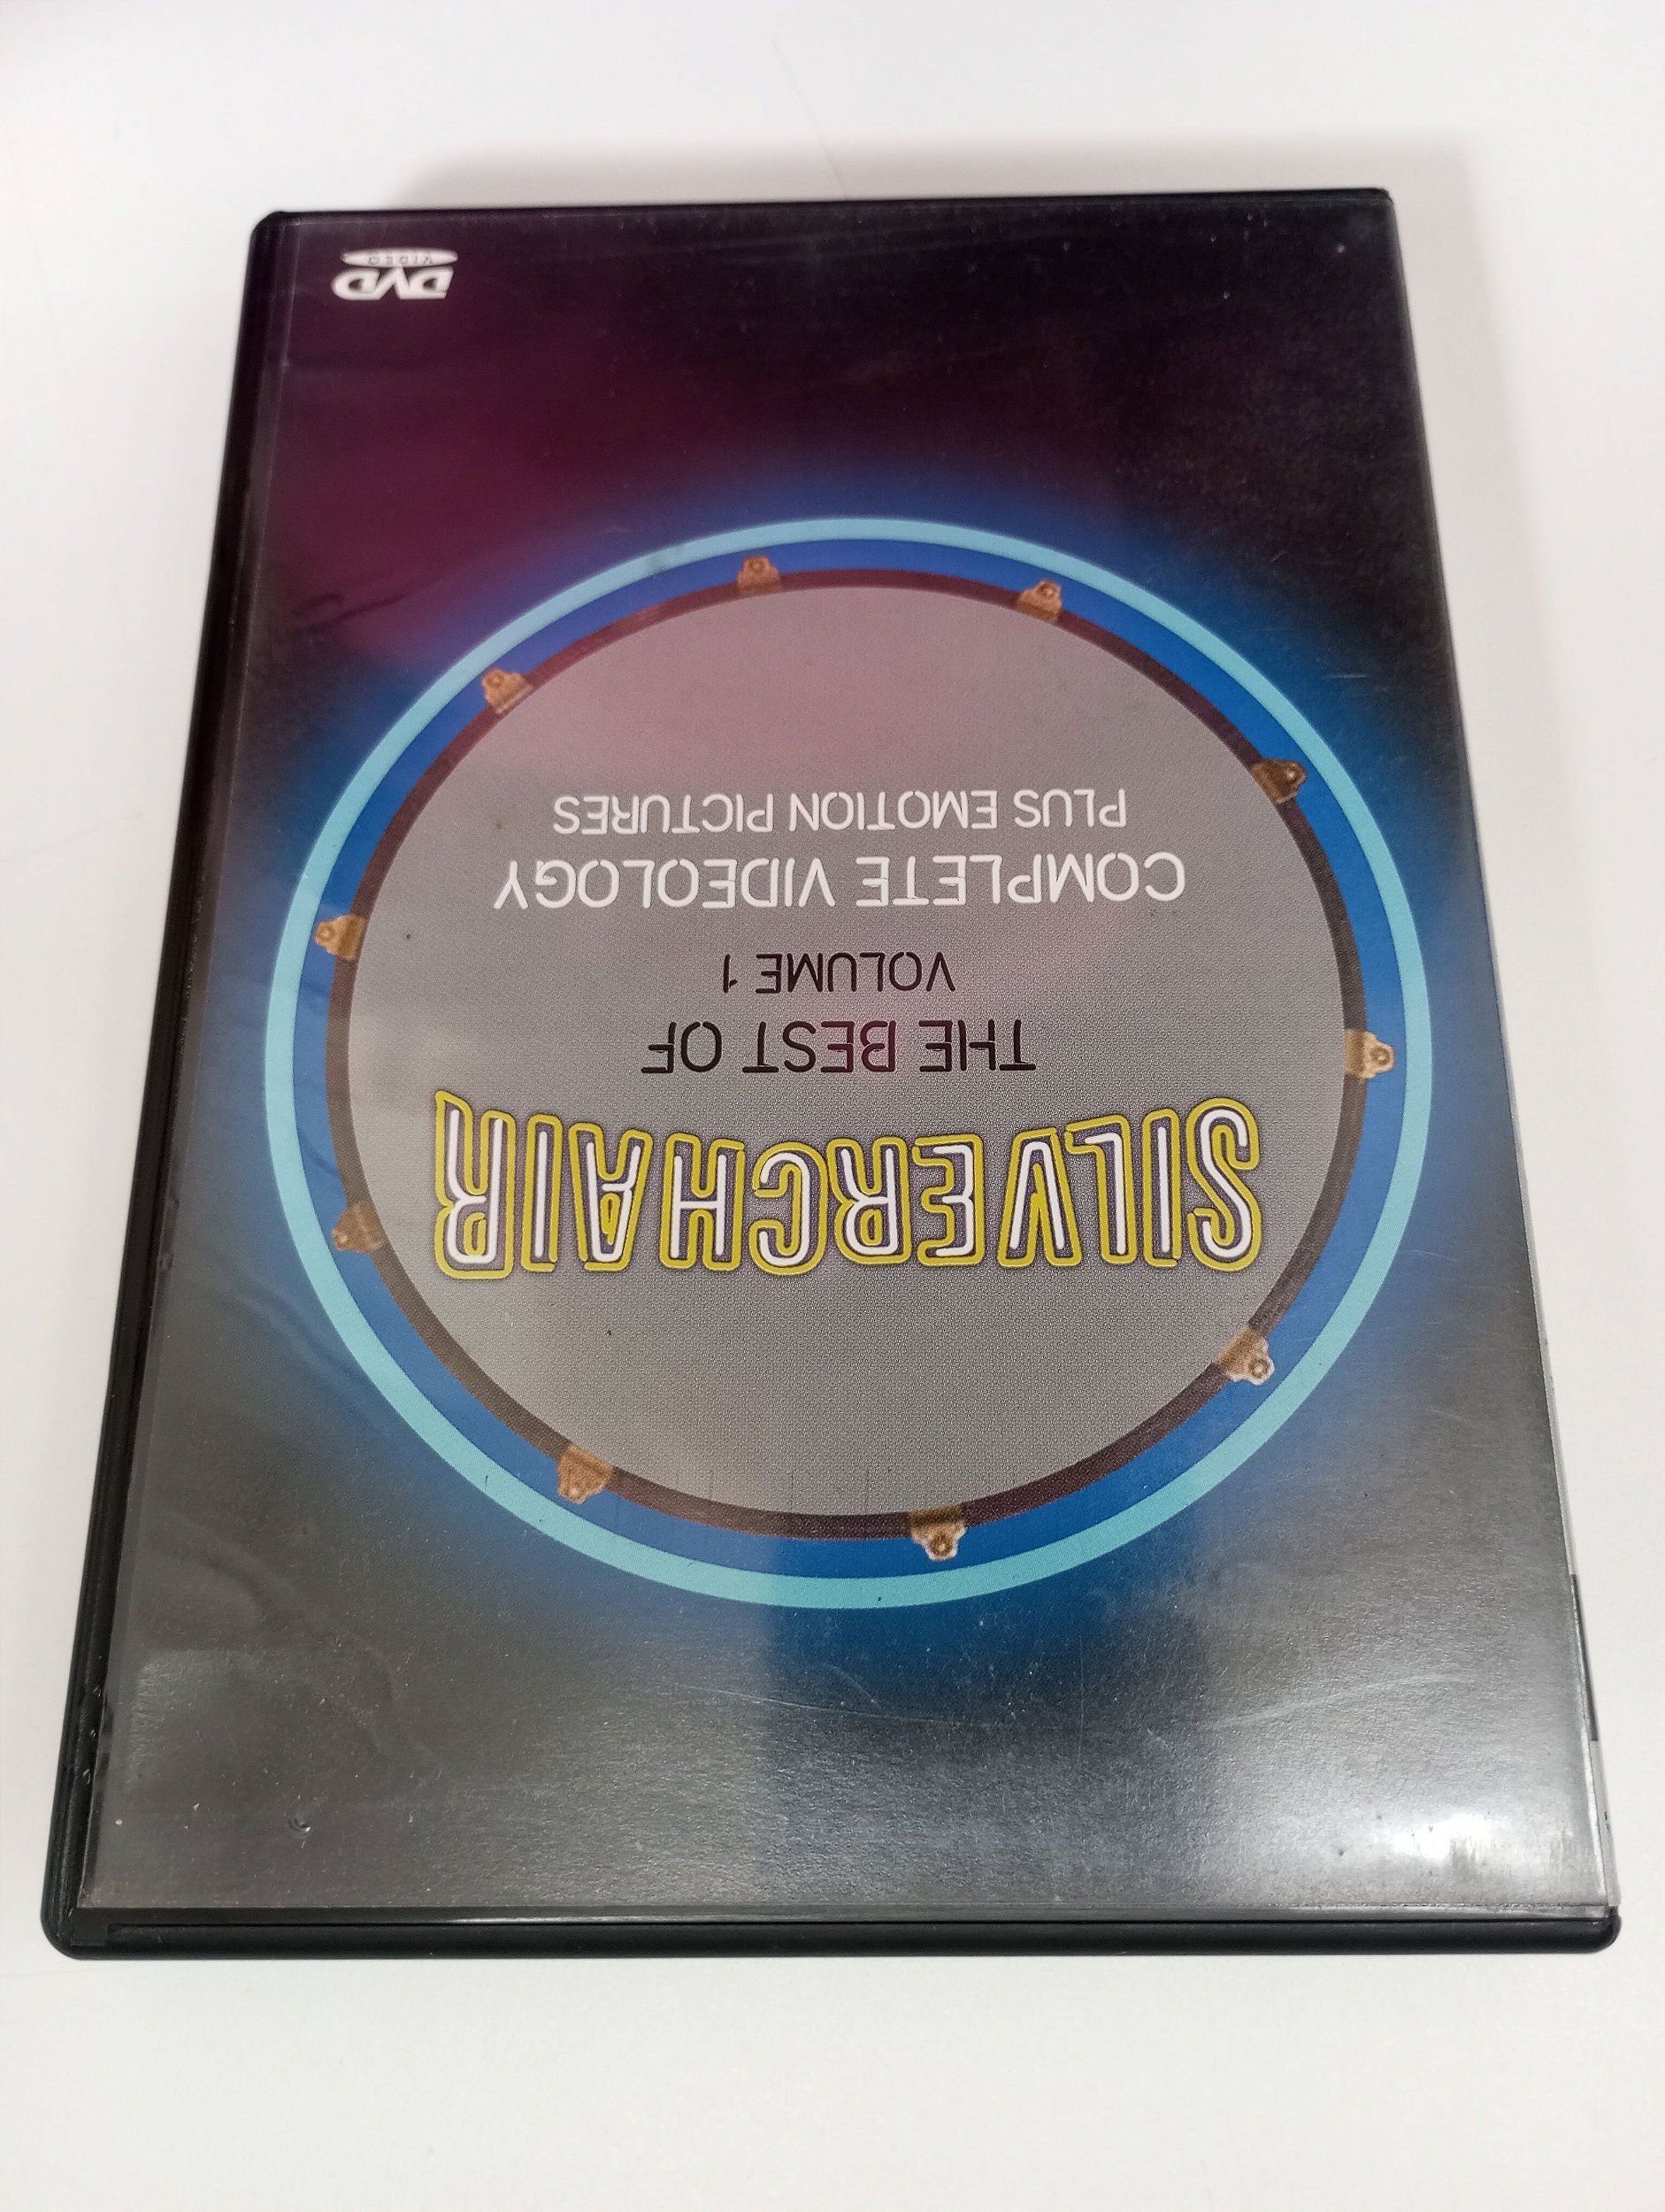 SILVERCHAIR
THE BEST OF
VOLUME 1
COMPLETE VIDEOLOGY
PLUS EMOTION PICTURES
DVD
VIDEO